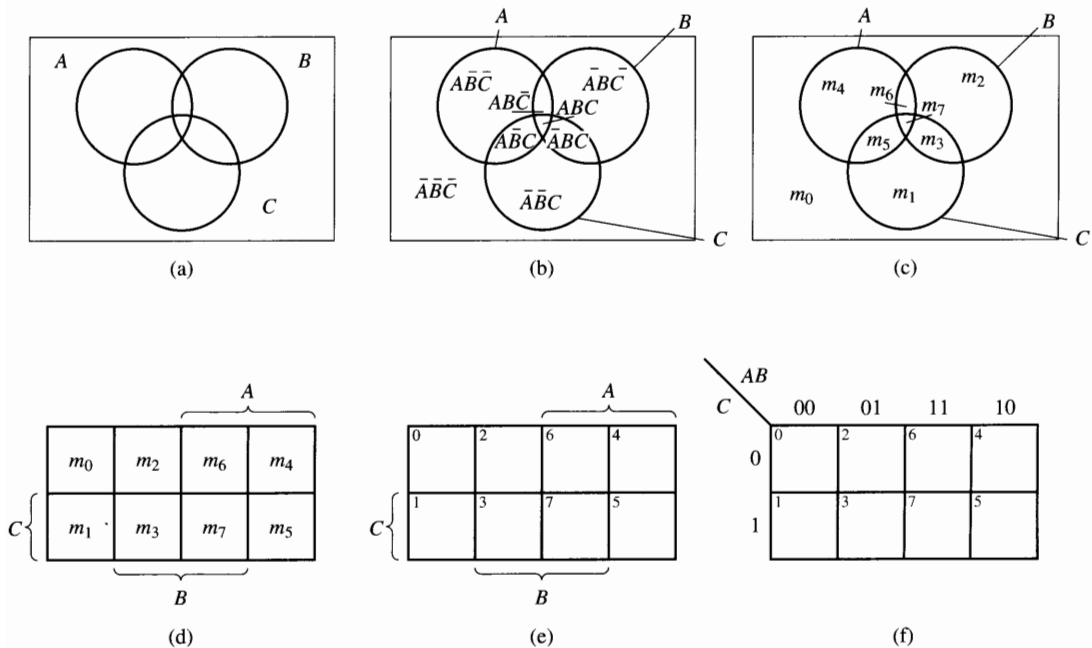 A B
C
(a)
A B
AB̄C̄ ĀBC̄
ABC̄ ABC
AB̄C ĀBC
ĀB̄C̄
ĀB̄C
C
(b)
A B
m₄ m₂
m₆ m₇
m₅ m₃
m₀ m₁
C
(c)
A
m₀ m₂ m₆ m₄
C m₁ m₃ m₇ m₅
B
(d)
A
0 2 6 4
C 1 3 7 5
B
(e)
AB
C 00 01 11 10
0 0 2 6 4
1 1 3 7 5
(f)